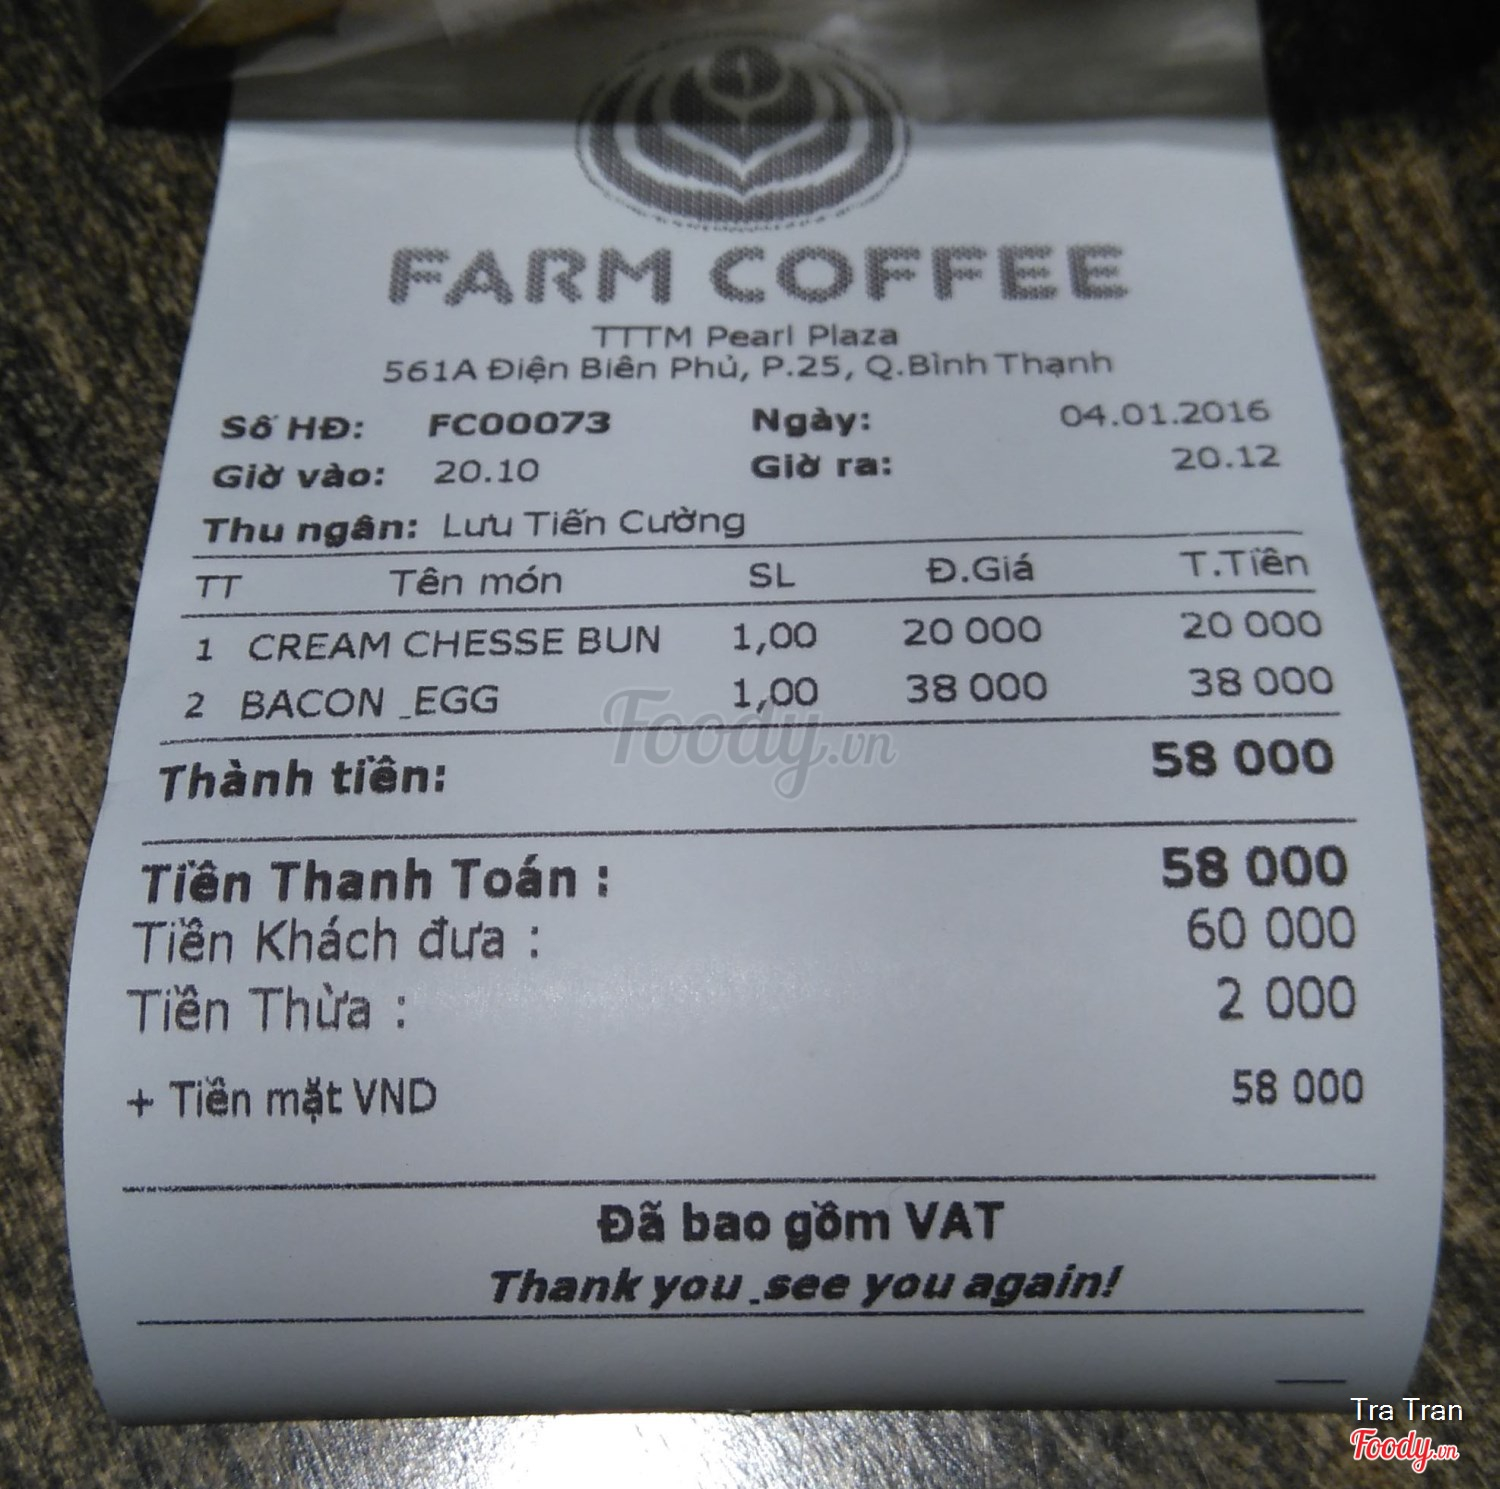 FARM COFFEE
TTTM Pearl Plaza
561A Điện Biên Phủ, P.25, Q.Bình Thạnh
Số HĐ: FC00073 Ngày: 04.01.2016
Giờ vào: 20.10 Giờ ra: 20.12
Thu ngân: Lưu Tiến Cường
TT Tên món SL Đ.Giá T.Tiền
1 CREAM CHESSE BUN 1,00 20 000 20 000
2 BACON _EGG 1,00 38 000 38 000
Foody.vn
Thành tiền: 58 000
Tiền Thanh Toán : 58 000
Tiền Khách đưa : 60 000
Tiền Thừa : 2 000
+ Tiền mặt VND 58 000
Đã bao gồm VAT
Thank you _see you again!
Tra Tran
Foody.vn